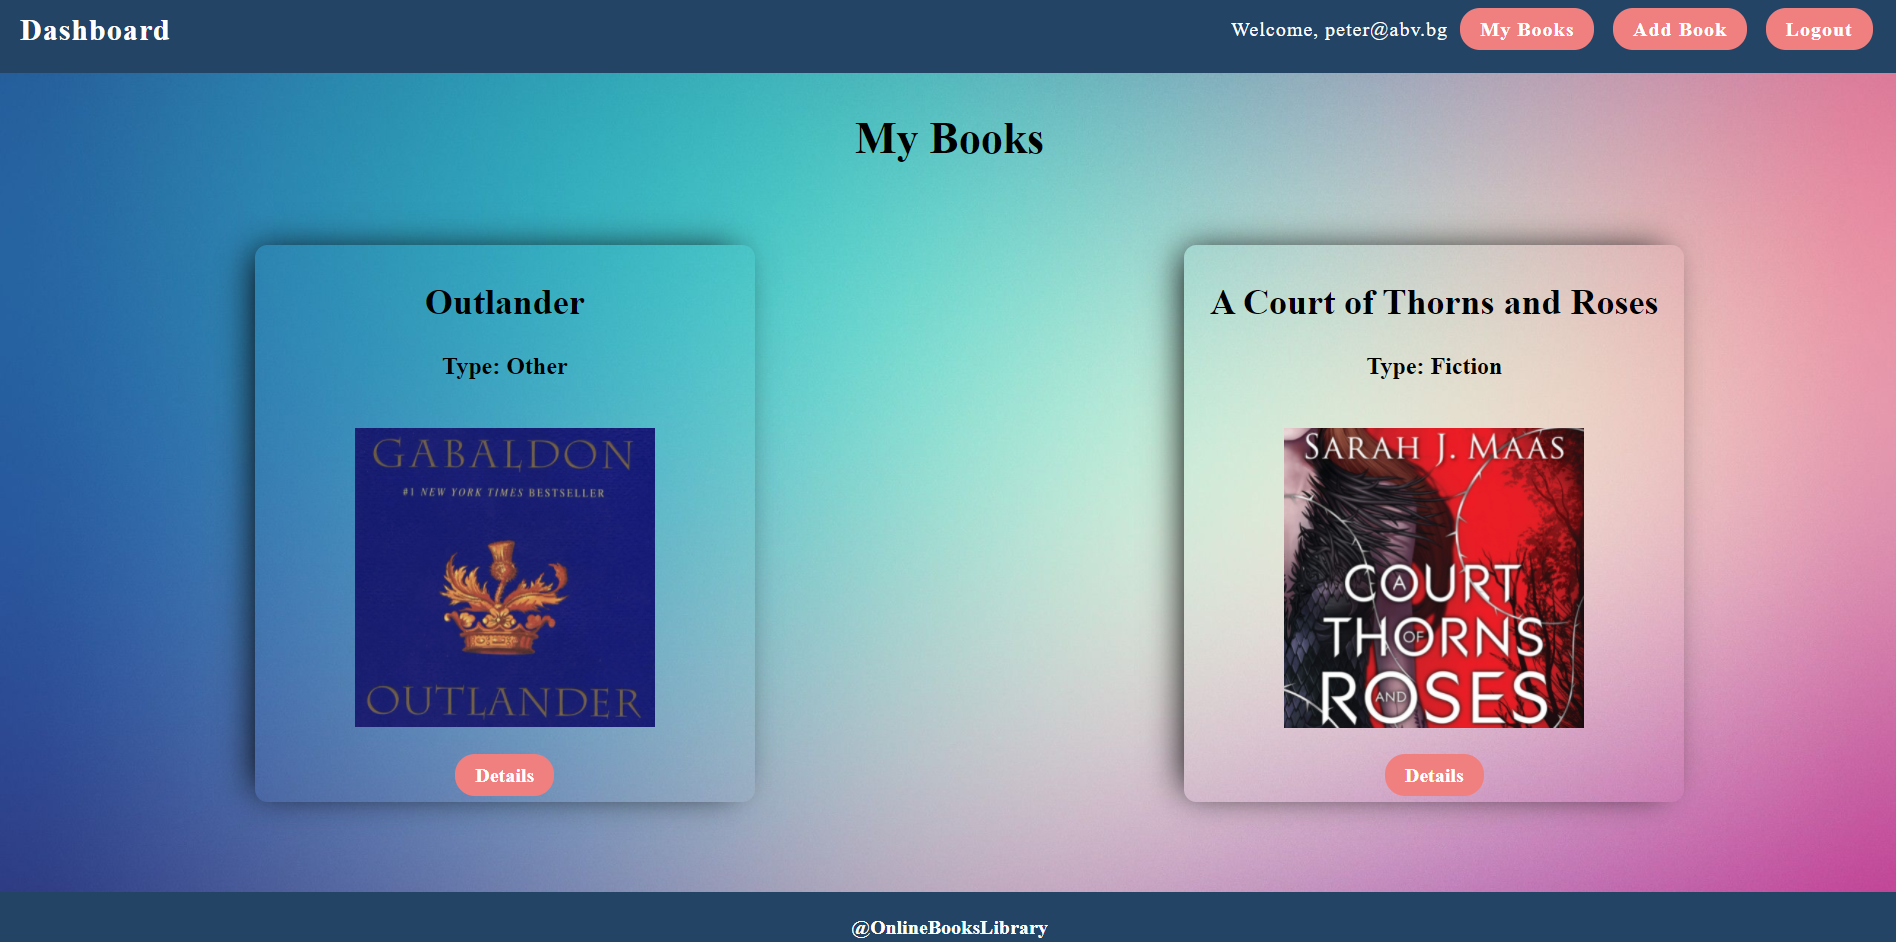 Dashboard
Welcome, peter@abv.bg
My Books
Add Book
Logout
My Books
Outlander
Type: Other
GABALDON
#1 NEW YORK TIMES BESTSELLER
OUTLANDER
Details
A Court of Thorns and Roses
Type: Fiction
SARAH J. MAAS
A
COURT
OF
THORNS
AND
ROSES
Details
@OnlineBooksLibrary